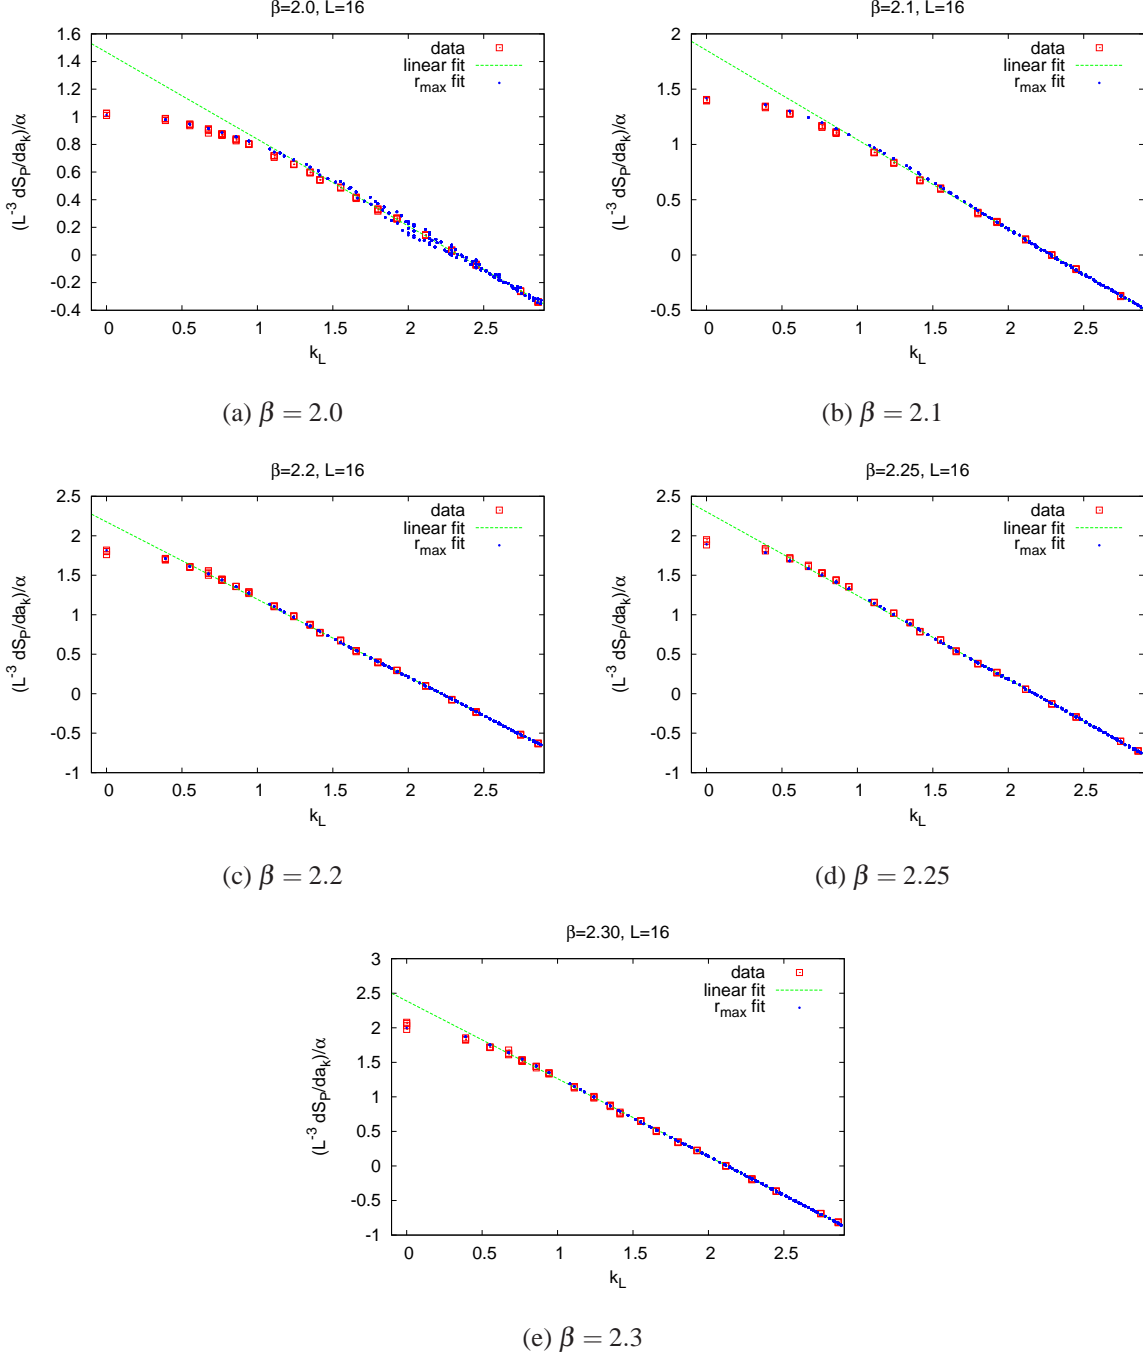 β=2.0, L=16
(L⁻³ dS_P/da_k)/α
1.6
1.4
1.2
1
0.8
0.6
0.4
0.2
0
-0.2
-0.4
data
linear fit
r_max fit
0 0.5 1 1.5 2 2.5
k_L
(a) β = 2.0
β=2.1, L=16
(L⁻³ dS_P/da_k)/α
2
1.5
1
0.5
0
-0.5
data
linear fit
r_max fit
0 0.5 1 1.5 2 2.5
k_L
(b) β = 2.1
β=2.2, L=16
(L⁻³ dS_P/da_k)/α
2.5
2
1.5
1
0.5
0
-0.5
-1
data
linear fit
r_max fit
0 0.5 1 1.5 2 2.5
k_L
(c) β = 2.2
β=2.25, L=16
(L⁻³ dS_P/da_k)/α
2.5
2
1.5
1
0.5
0
-0.5
-1
data
linear fit
r_max fit
0 0.5 1 1.5 2 2.5
k_L
(d) β = 2.25
β=2.30, L=16
(L⁻³ dS_P/da_k)/α
3
2.5
2
1.5
1
0.5
0
-0.5
-1
data
linear fit
r_max fit
0 0.5 1 1.5 2 2.5
k_L
(e) β = 2.3